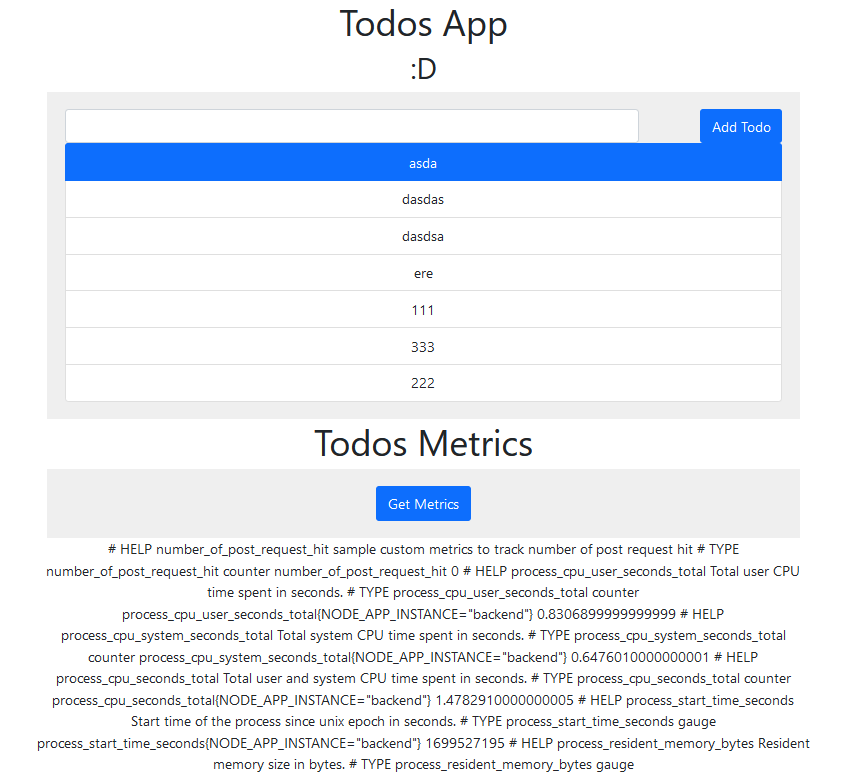 Todos App
:D
Add Todo
asda
dasdas
dasdsa
ere
111
333
222
Todos Metrics
Get Metrics
# HELP number_of_post_request_hit sample custom metrics to track number of post request hit # TYPE
number_of_post_request_hit counter number_of_post_request_hit 0 # HELP process_cpu_user_seconds_total Total user CPU
time spent in seconds. # TYPE process_cpu_user_seconds_total counter
process_cpu_user_seconds_total{NODE_APP_INSTANCE="backend"} 0.8306899999999999 # HELP
process_cpu_system_seconds_total Total system CPU time spent in seconds. # TYPE process_cpu_system_seconds_total
counter process_cpu_system_seconds_total{NODE_APP_INSTANCE="backend"} 0.6476010000000001 # HELP
process_cpu_seconds_total Total user and system CPU time spent in seconds. # TYPE process_cpu_seconds_total counter
process_cpu_seconds_total{NODE_APP_INSTANCE="backend"} 1.4782910000000005 # HELP process_start_time_seconds
Start time of the process since unix epoch in seconds. # TYPE process_start_time_seconds gauge
process_start_time_seconds{NODE_APP_INSTANCE="backend"} 1699527195 # HELP process_resident_memory_bytes Resident
memory size in bytes. # TYPE process_resident_memory_bytes gauge